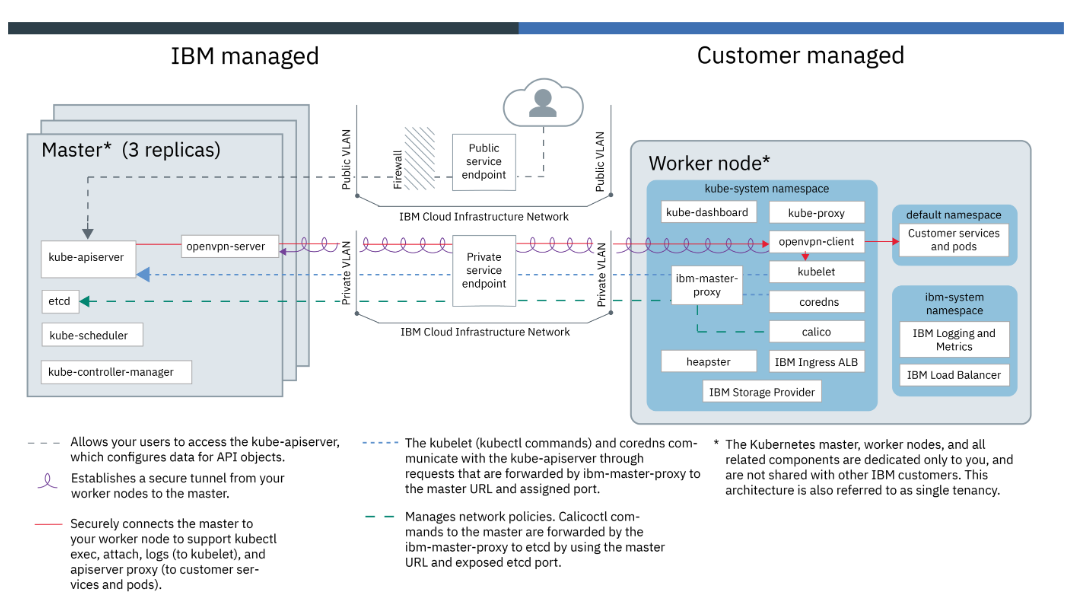 IBM managed
Customer managed
Master* (3 replicas)
kube-apiserver
openvpn-server
etcd
kube-scheduler
kube-controller-manager
Public VLAN
Firewall
Public
service
endpoint
Public VLAN
IBM Cloud Infrastructure Network
Private VLAN
Private
service
endpoint
Private VLAN
IBM Cloud Infrastructure Network
Worker node*
kube-system namespace
kube-dashboard
kube-proxy
openvpn-client
kubelet
ibm-master-
proxy
coredns
calico
heapster
IBM Ingress ALB
IBM Storage Provider
default namespace
Customer services
and pods
ibm-system
namespace
IBM Logging and
Metrics
IBM Load Balancer
Allows your users to access the kube-apiserver,
which configures data for API objects.
Establishes a secure tunnel from your
worker nodes to the master.
Securely connects the master to
your worker node to support kubectl
exec, attach, logs (to kubelet), and
apiserver proxy (to customer ser-
vices and pods).
The kubelet (kubectl commands) and coredns com-
municate with the kube-apiserver through
requests that are forwarded by ibm-master-proxy to
the master URL and assigned port.
Manages network policies. Calicoctl com-
mands to the master are forwarded by the
ibm-master-proxy to etcd by using the master
URL and exposed etcd port.
* The Kubernetes master, worker nodes, and all
related components are dedicated only to you, and
are not shared with other IBM customers. This
architecture is also referred to as single tenancy.